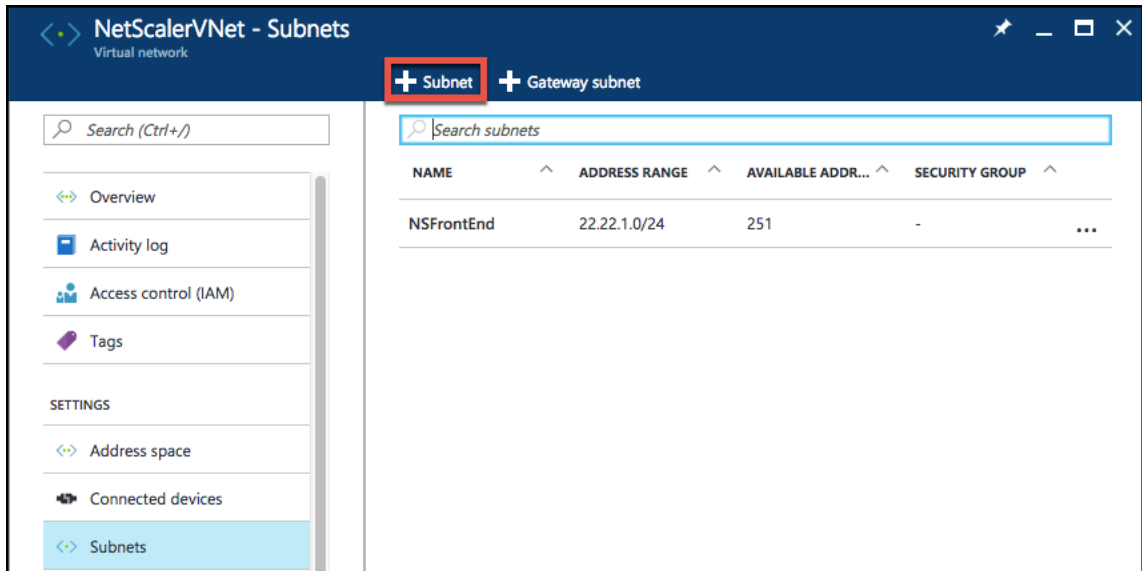 NetScalerVNet - Subnets
Virtual network
Subnet
Gateway subnet
Search (Ctrl+/)
Overview
Activity log
Access control (IAM)
Tags
SETTINGS
Address space
Connected devices
Subnets
Search subnets
NAME ADDRESS RANGE AVAILABLE ADDR... SECURITY GROUP
NSFrontEnd 22.22.1.0/24 251 -